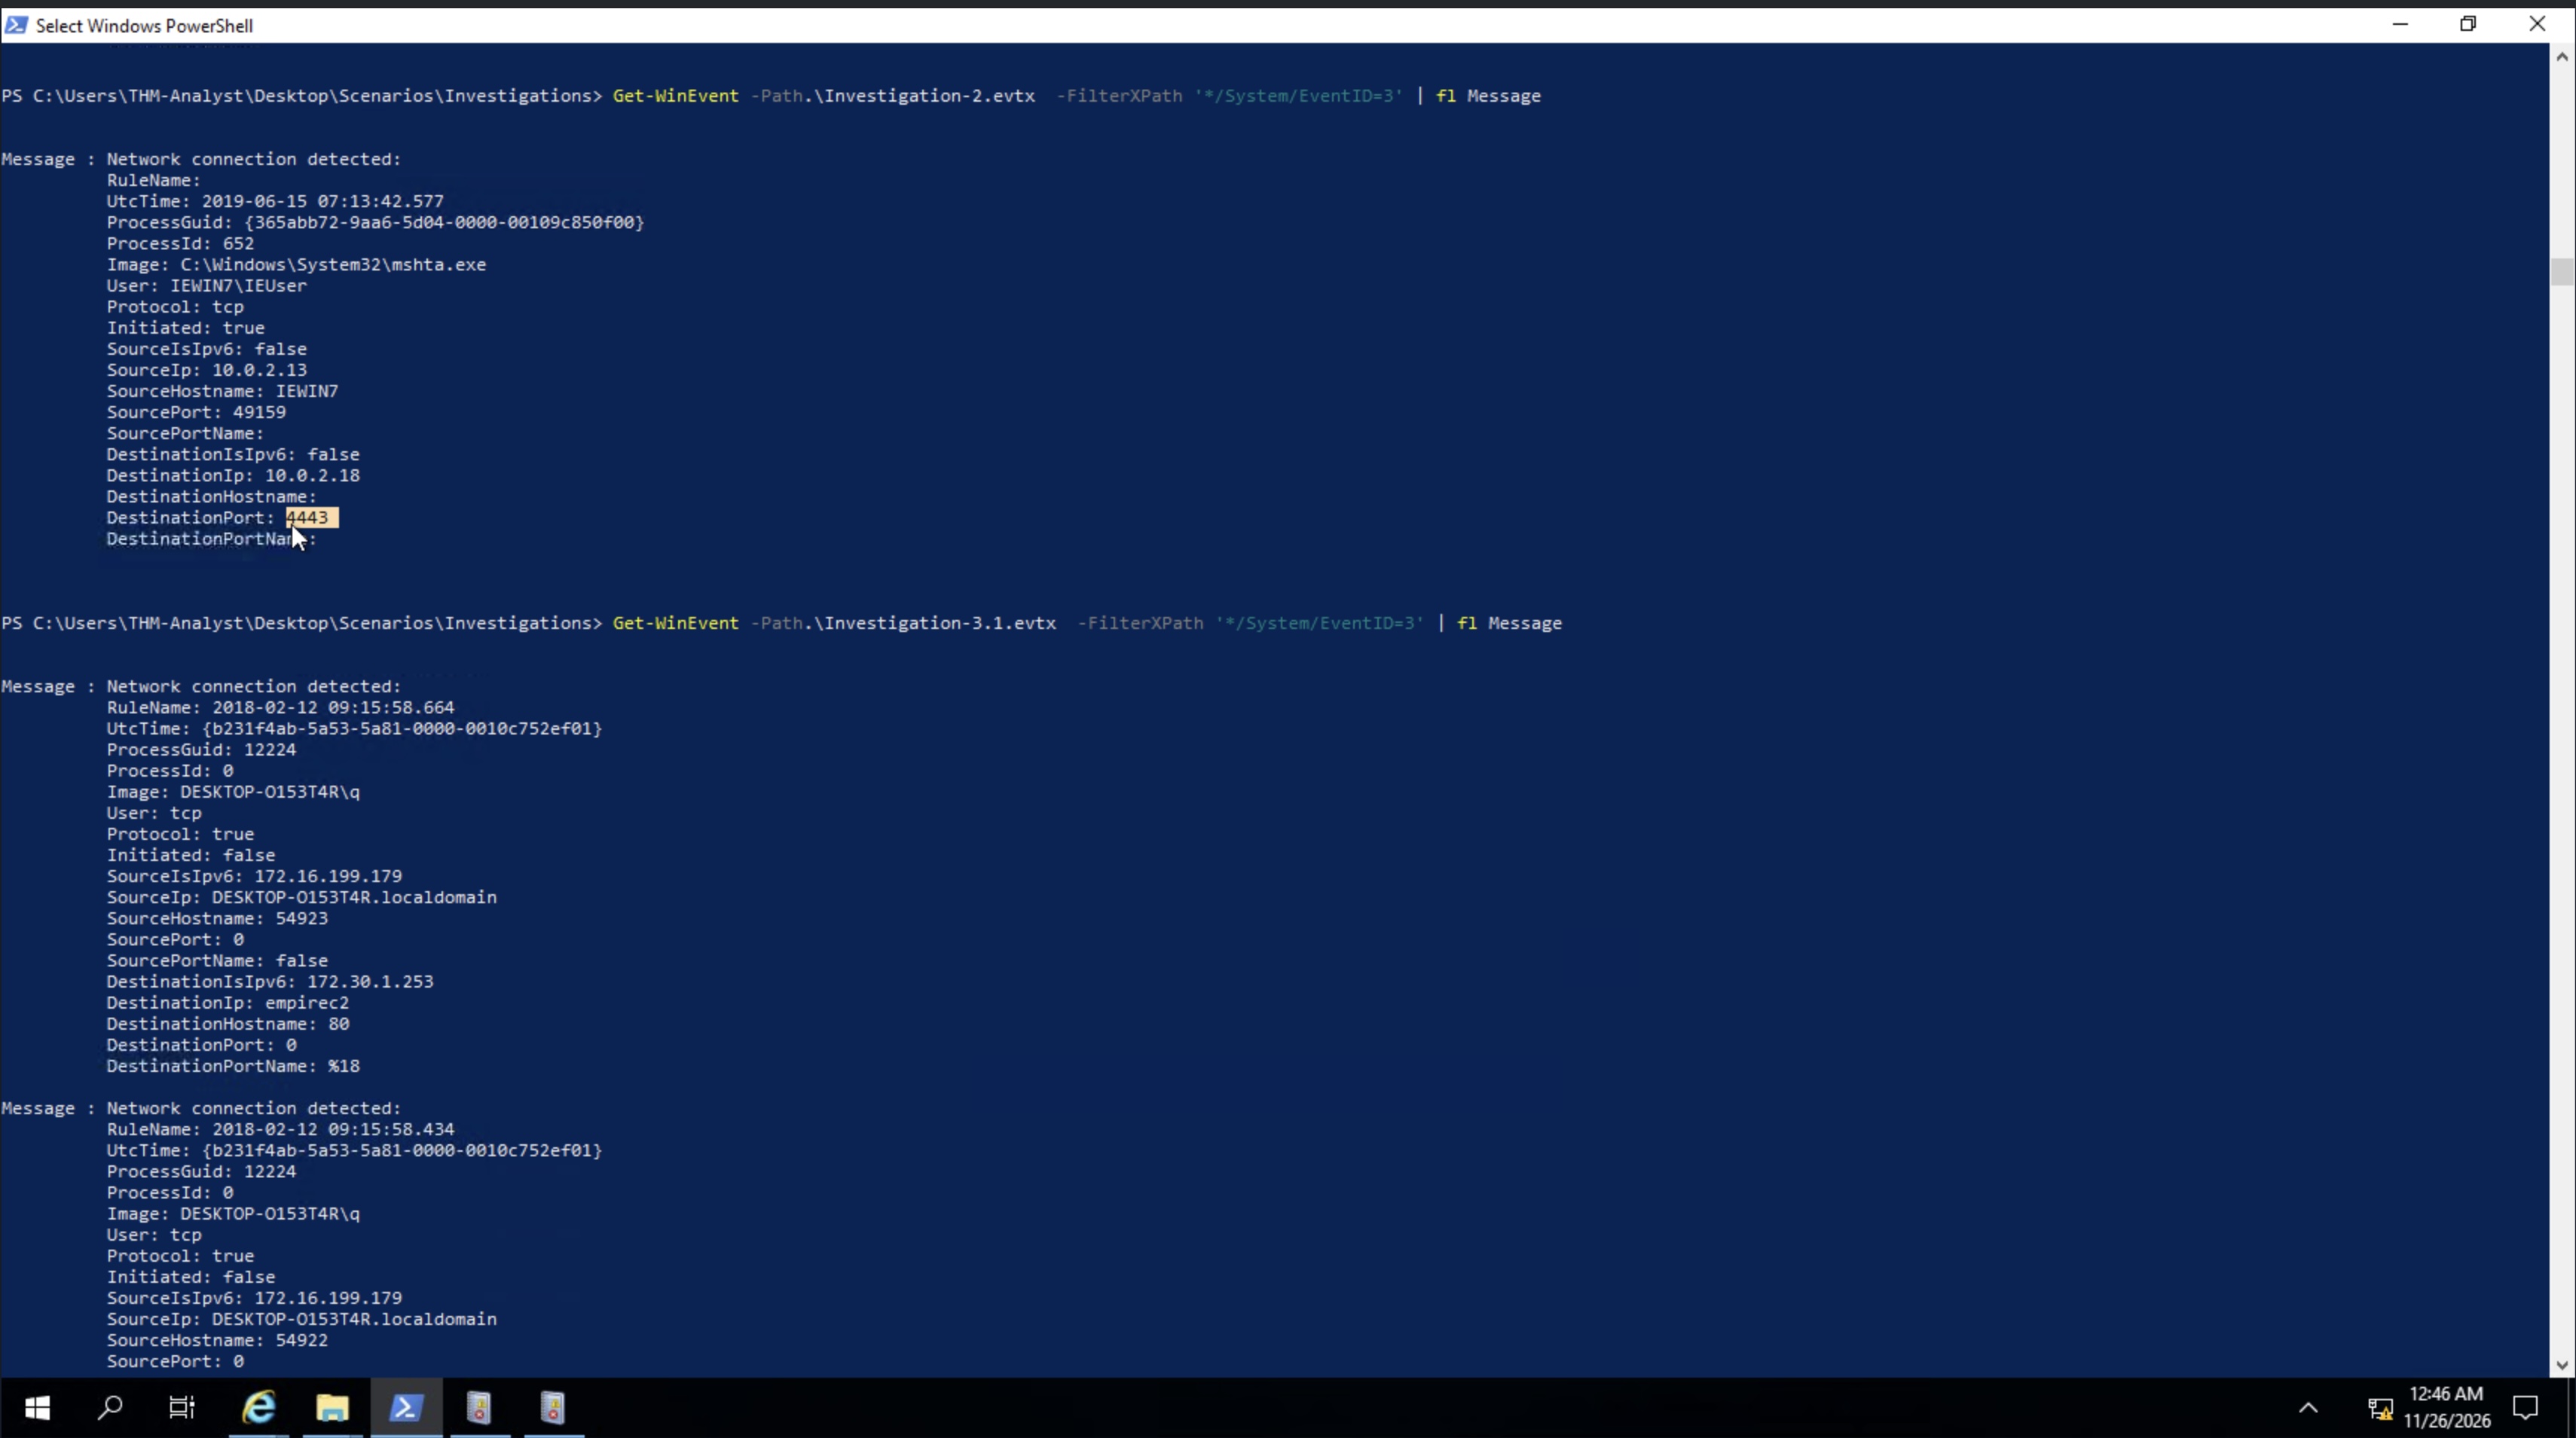 Select Windows PowerShell
PS C:\Users\THM-Analyst\Desktop\Scenarios\Investigations> Get-WinEvent -Path.\Investigation-2.evtx  -FilterXPath '*/System/EventID=3' | fl Message
Message : Network connection detected:
RuleName:
UtcTime: 2019-06-15 07:13:42.577
ProcessGuid: {365abb72-9aa6-5d04-0000-00109c850f00}
ProcessId: 652
Image: C:\Windows\System32\mshta.exe
User: IEWIN7\IEUser
Protocol: tcp
Initiated: true
SourceIsIpv6: false
SourceIp: 10.0.2.13
SourceHostname: IEWIN7
SourcePort: 49159
SourcePortName:
DestinationIsIpv6: false
DestinationIp: 10.0.2.18
DestinationHostname:
DestinationPort: 4443
DestinationPortName:
PS C:\Users\THM-Analyst\Desktop\Scenarios\Investigations> Get-WinEvent -Path.\Investigation-3.1.evtx  -FilterXPath '*/System/EventID=3' | fl Message
Message : Network connection detected:
RuleName: 2018-02-12 09:15:58.664
UtcTime: {b231f4ab-5a53-5a81-0000-0010c752ef01}
ProcessGuid: 12224
ProcessId: 0
Image: DESKTOP-O153T4R\q
User: tcp
Protocol: true
Initiated: false
SourceIsIpv6: 172.16.199.179
SourceIp: DESKTOP-O153T4R.localdomain
SourceHostname: 54923
SourcePort: 0
SourcePortName: false
DestinationIsIpv6: 172.30.1.253
DestinationIp: empirec2
DestinationHostname: 80
DestinationPort: 0
DestinationPortName: %18
Message : Network connection detected:
RuleName: 2018-02-12 09:15:58.434
UtcTime: {b231f4ab-5a53-5a81-0000-0010c752ef01}
ProcessGuid: 12224
ProcessId: 0
Image: DESKTOP-O153T4R\q
User: tcp
Protocol: true
Initiated: false
SourceIsIpv6: 172.16.199.179
SourceIp: DESKTOP-O153T4R.localdomain
SourceHostname: 54922
SourcePort: 0
12:46 AM
11/26/2026